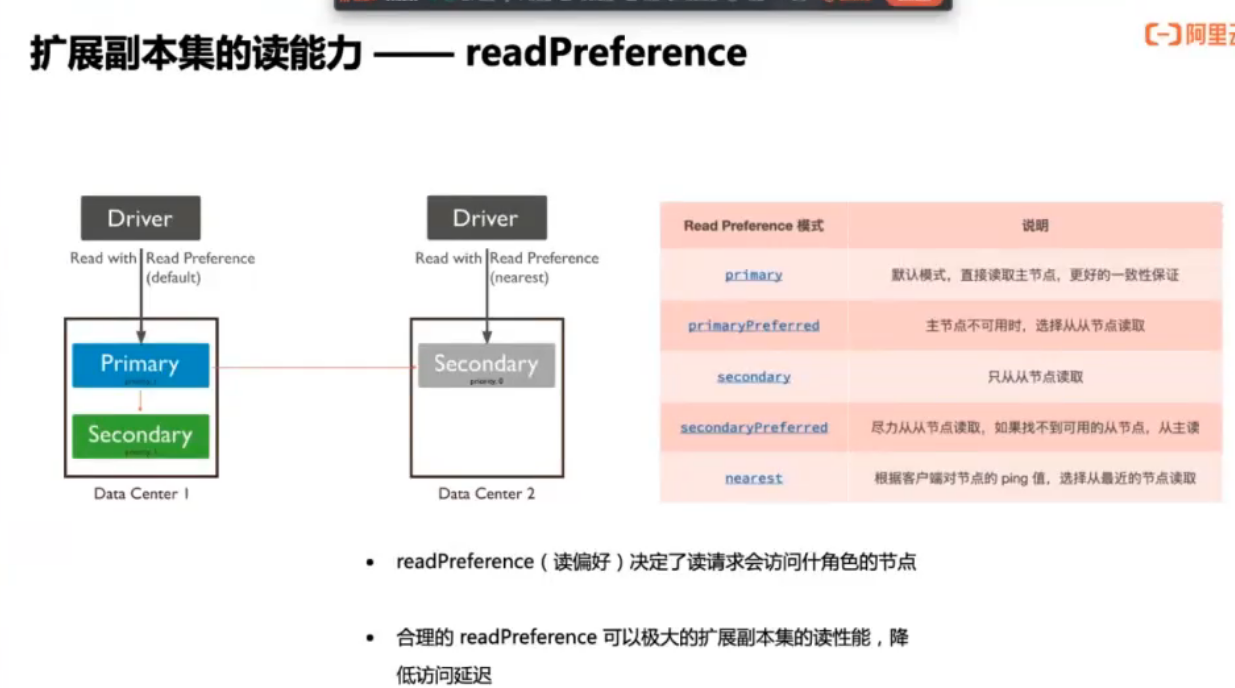 扩展副本集的读能力 —— readPreference
阿里云
Driver
Read with Read Preference
(default)
Primary
Secondary
Data Center 1
Driver
Read with Read Preference
(nearest)
Secondary
priority: 0
Data Center 2
Read Preference 模式 说明
primary 默认模式，直接读取主节点，更好的一致性保证
primaryPreferred 主节点不可用时，选择从从节点读取
secondary 只从从节点读取
secondaryPreferred 尽力从从节点读取，如果找不到可用的从节点，从主读
nearest 根据客户端对节点的 ping 值，选择从最近的节点读取
• readPreference（读偏好）决定了读请求会访问什角色的节点
• 合理的 readPreference 可以极大的扩展副本集的读性能，降
低访问延迟